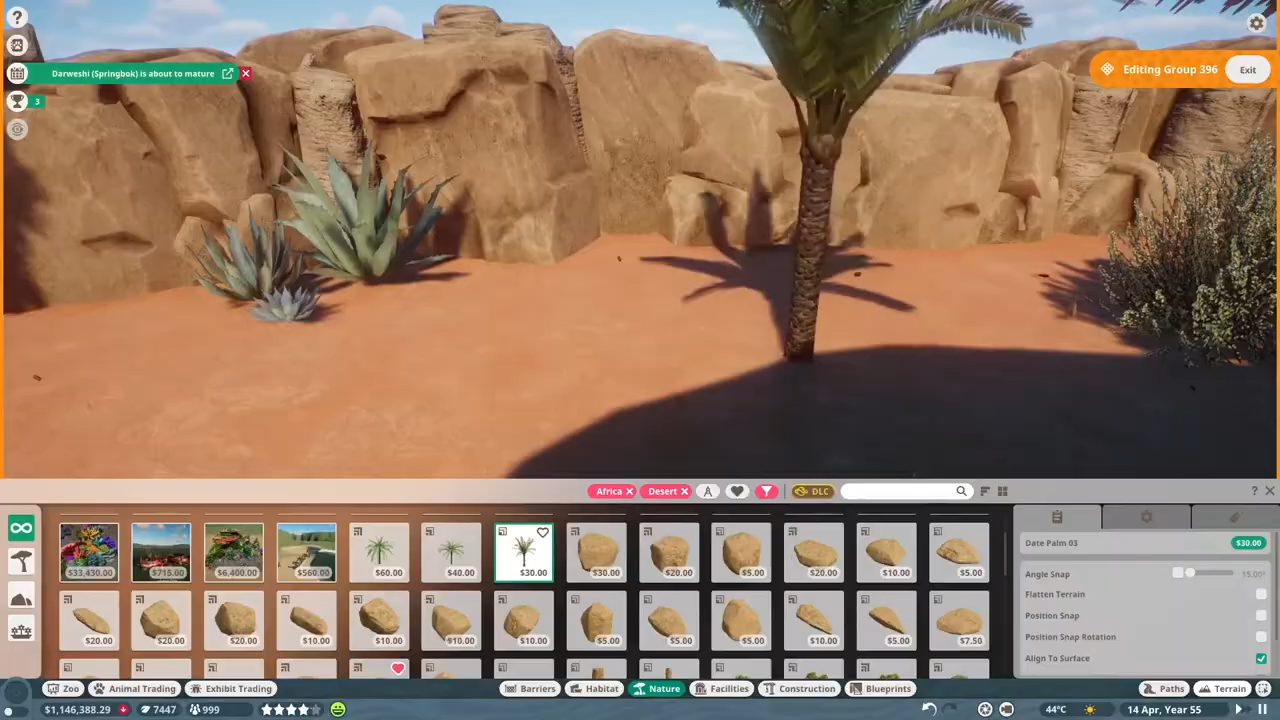 ?
Darweshi (Springbok) is about to mature
3
Editing Group 396
Exit
Africa ✕
Desert ✕
DLC
?
$33,430.00
$715.00
$6,400.00
$560.00
$60.00
$40.00
$30.00
$30.00
$20.00
$5.00
$20.00
$10.00
$5.00
$20.00
$20.00
$20.00
$10.00
$10.00
$10.00
$10.00
$5.00
$5.00
$5.00
$10.00
$5.00
$7.50
Date Palm 03
$30.00
Angle Snap
15.00°
Flatten Terrain
Position Snap
Position Snap Rotation
Align To Surface
Zoo
Animal Trading
Exhibit Trading
Barriers
Habitat
Nature
Facilities
Construction
Blueprints
Paths
Terrain
$1,146,388.29
7447
999
44°C
14 Apr, Year 55